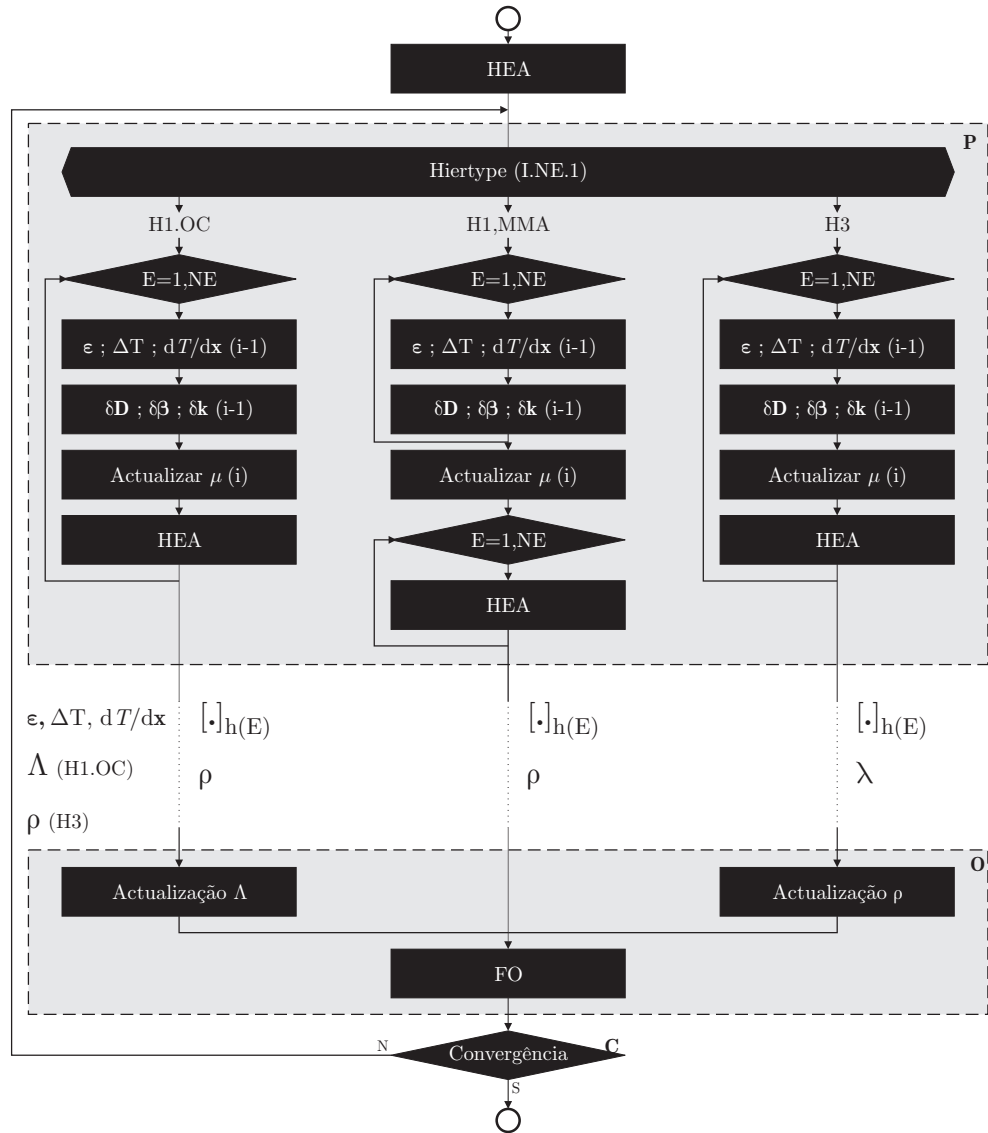 HEA
P
Hiertype (I.NE.1)
H1.OC
H1,MMA
H3
E=1,NE
E=1,NE
E=1,NE
ε ; ΔT ; dT/dx (i-1)
ε ; ΔT ; dT/dx (i-1)
ε ; ΔT ; dT/dx (i-1)
δD ; δβ ; δk (i-1)
δD ; δβ ; δk (i-1)
δD ; δβ ; δk (i-1)
Actualizar μ (i)
Actualizar μ (i)
Actualizar μ (i)
HEA
E=1,NE
HEA
HEA
ε, ΔT, dT/dx
[.]h(E)
[.]h(E)
[.]h(E)
Λ (H1.OC)
ρ
ρ
λ
ρ (H3)
O
Actualização Λ
Actualização ρ
FO
N
Convergência
C
S